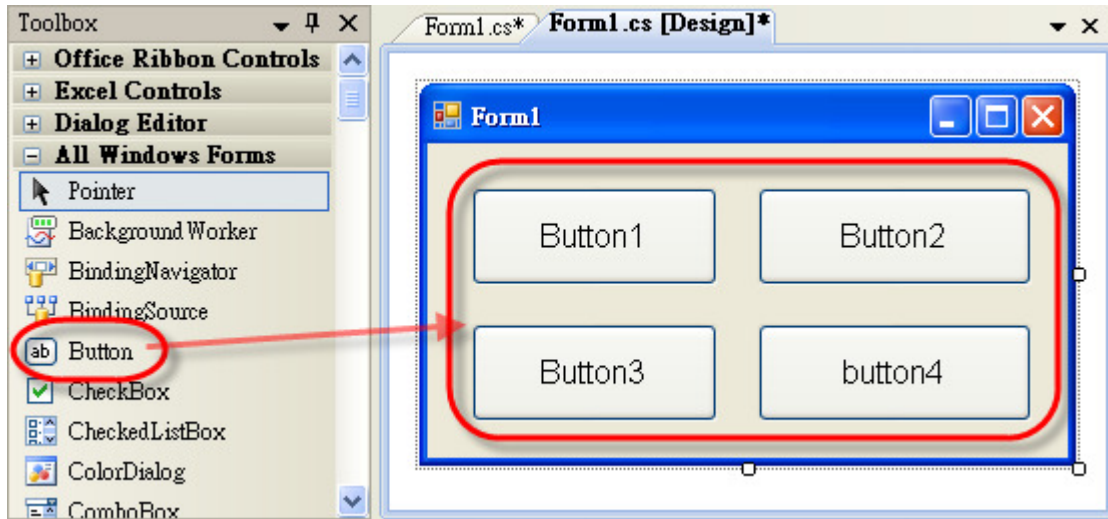 Toolbox
Form1.cs* Form1.cs [Design]*
Office Ribbon Controls
Excel Controls
Dialog Editor
All Windows Forms
Pointer
BackgroundWorker
BindingNavigator
BindingSource
ab Button
CheckBox
CheckedListBox
ColorDialog
ComboBox
Form1
Button1 Button2
Button3 button4